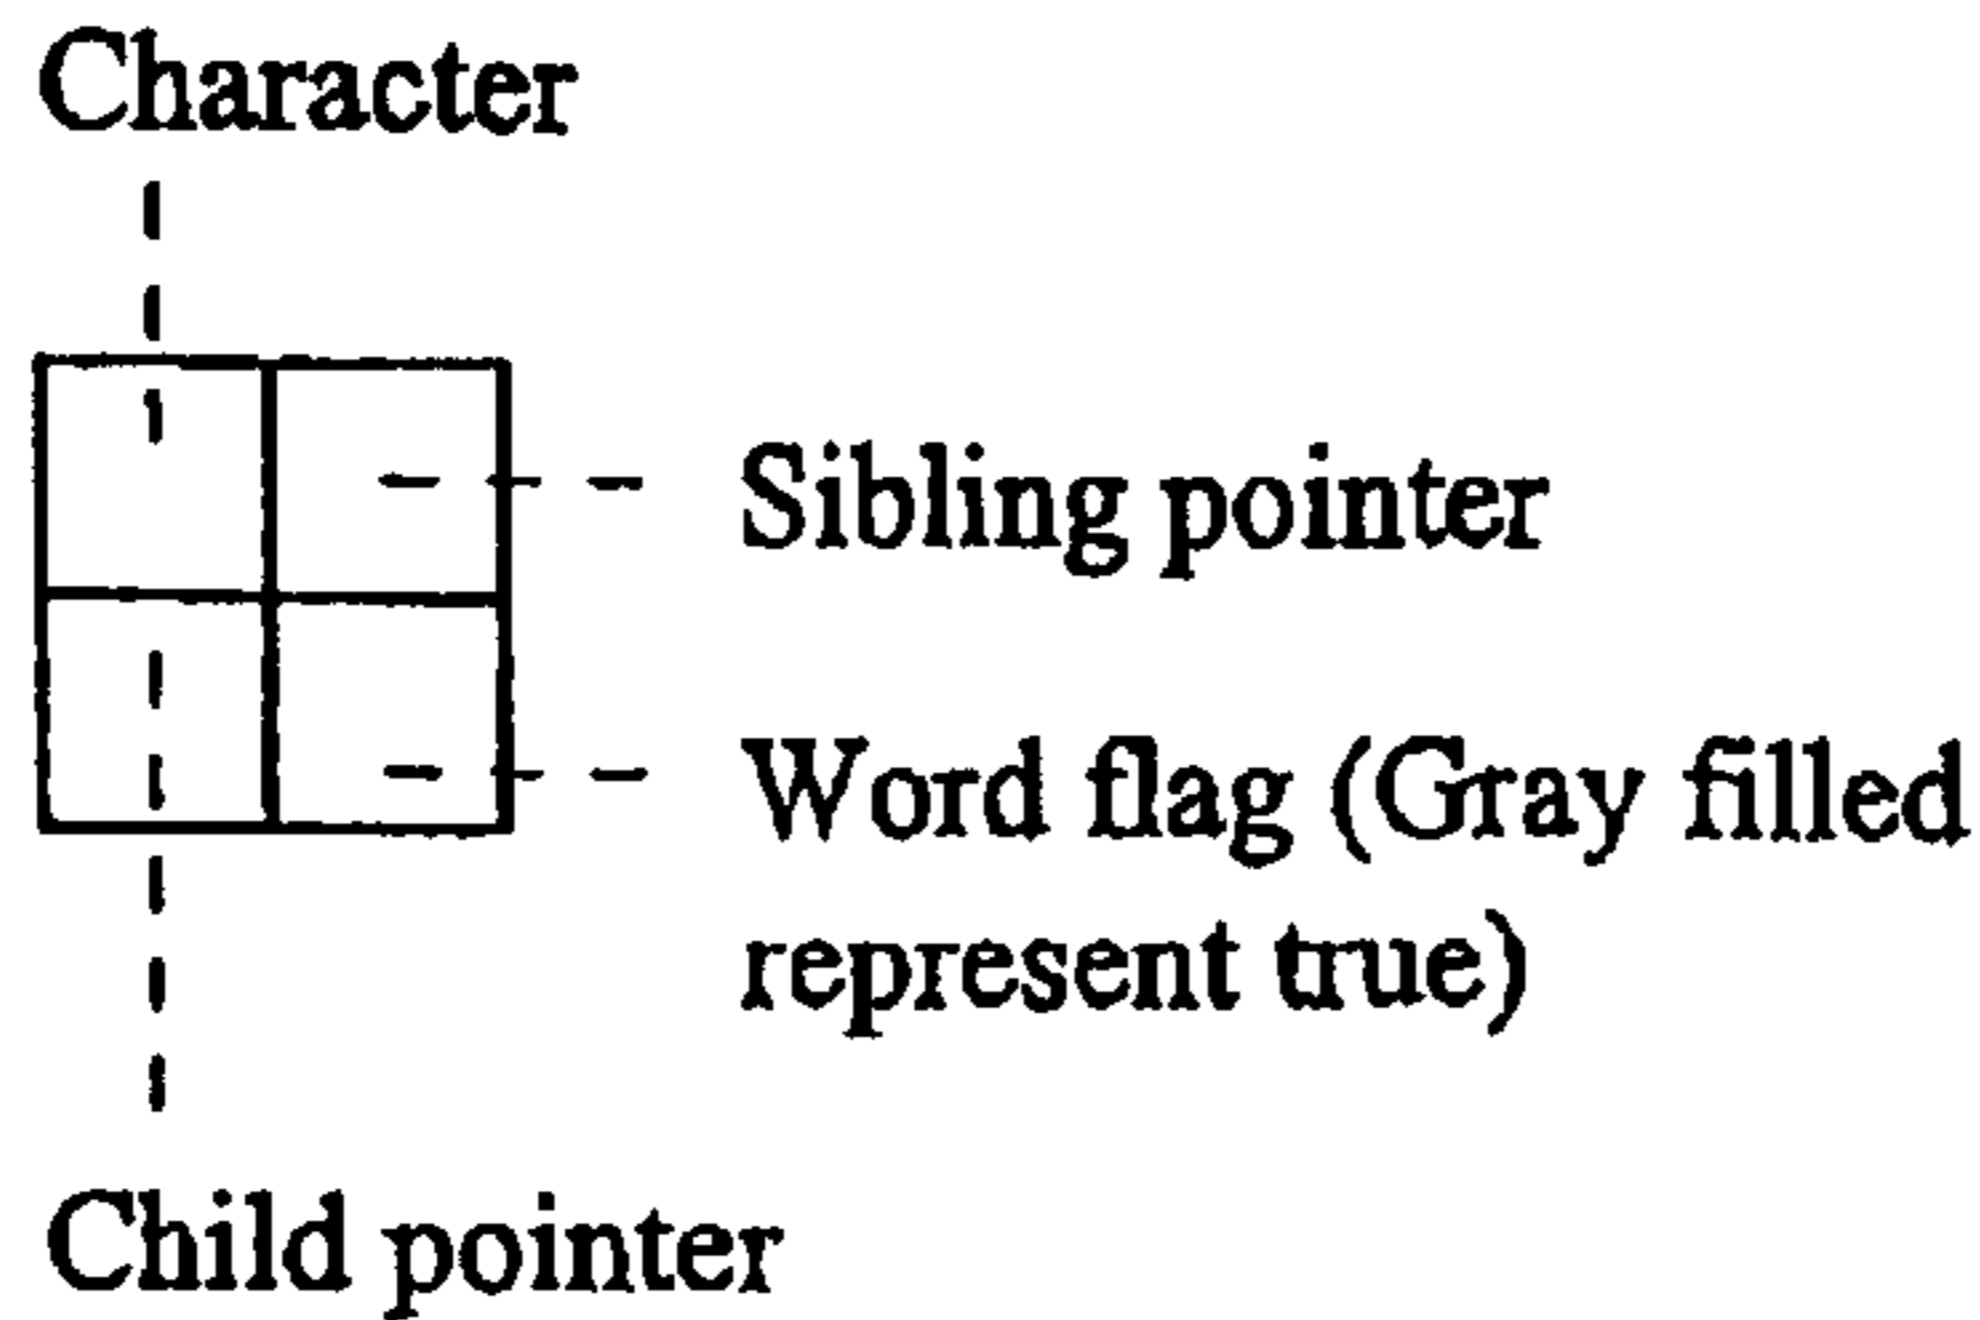 Character
Sibling pointer
Word flag (Gray filled
represent true)
Child pointer